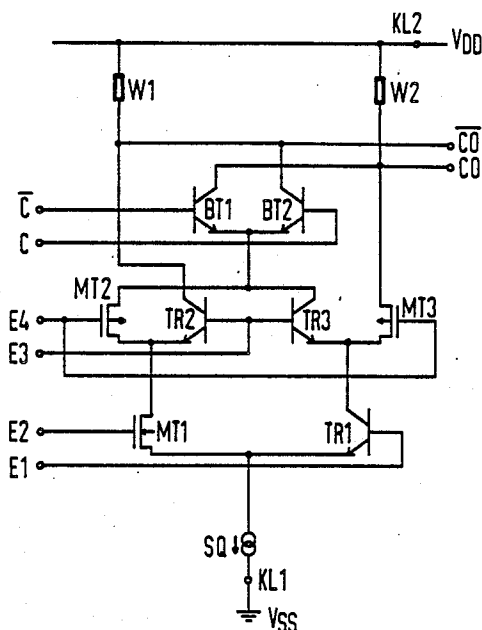 KL2
V_DD
W1
W2
C̅O̅
CO
C̅
BT1
BT2
C
MT2
MT3
E4
TR2
TR3
E3
E2
MT1
TR1
E1
SQ
KL1
V_SS